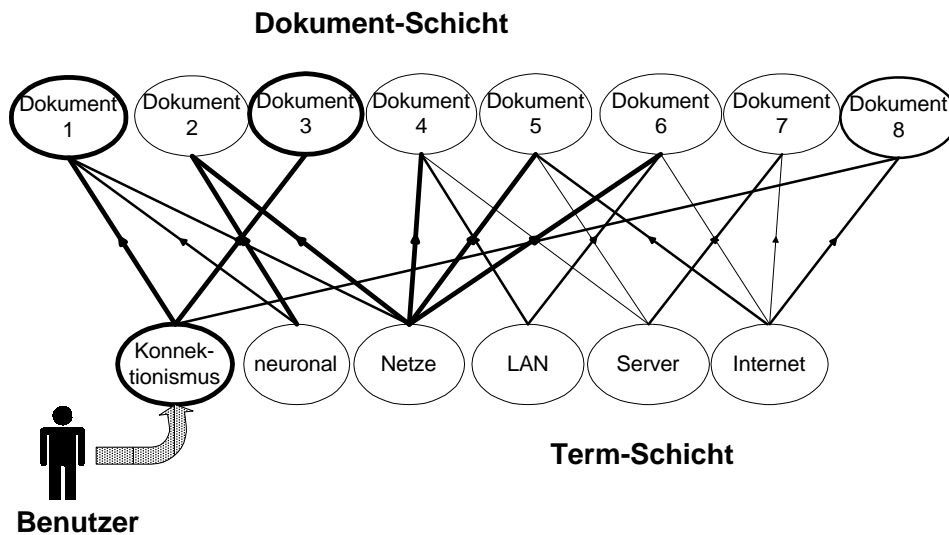 Dokument-Schicht
Dokument
1
Dokument
2
Dokument
3
Dokument
4
Dokument
5
Dokument
6
Dokument
7
Dokument
8
Konnek-
tionismus
neuronal
Netze
LAN
Server
Internet
Term-Schicht
Benutzer